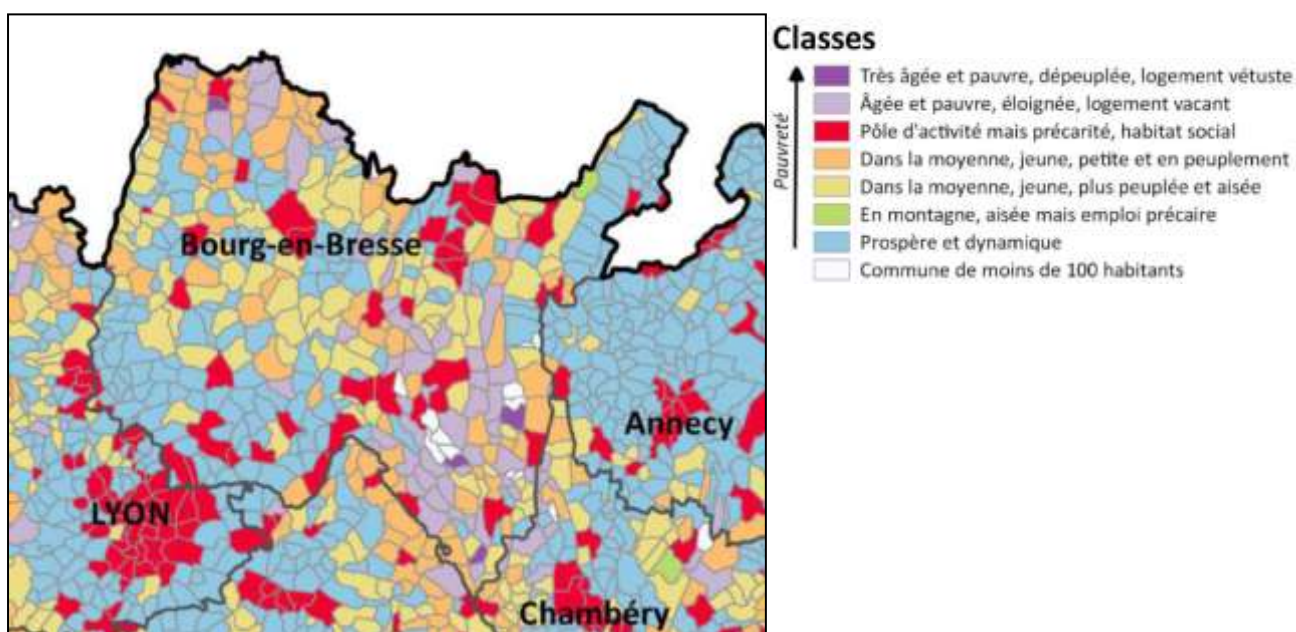 Bourg-en-Bresse
Annecy
LYON
Chambéry
Classes
Pauvreté
Très âgée et pauvre, dépeuplée, logement vétuste
Âgée et pauvre, éloignée, logement vacant
Pôle d'activité mais précarité, habitat social
Dans la moyenne, jeune, petite et en peuplement
Dans la moyenne, jeune, plus peuplée et aisée
En montagne, aisée mais emploi précaire
Prospère et dynamique
Commune de moins de 100 habitants